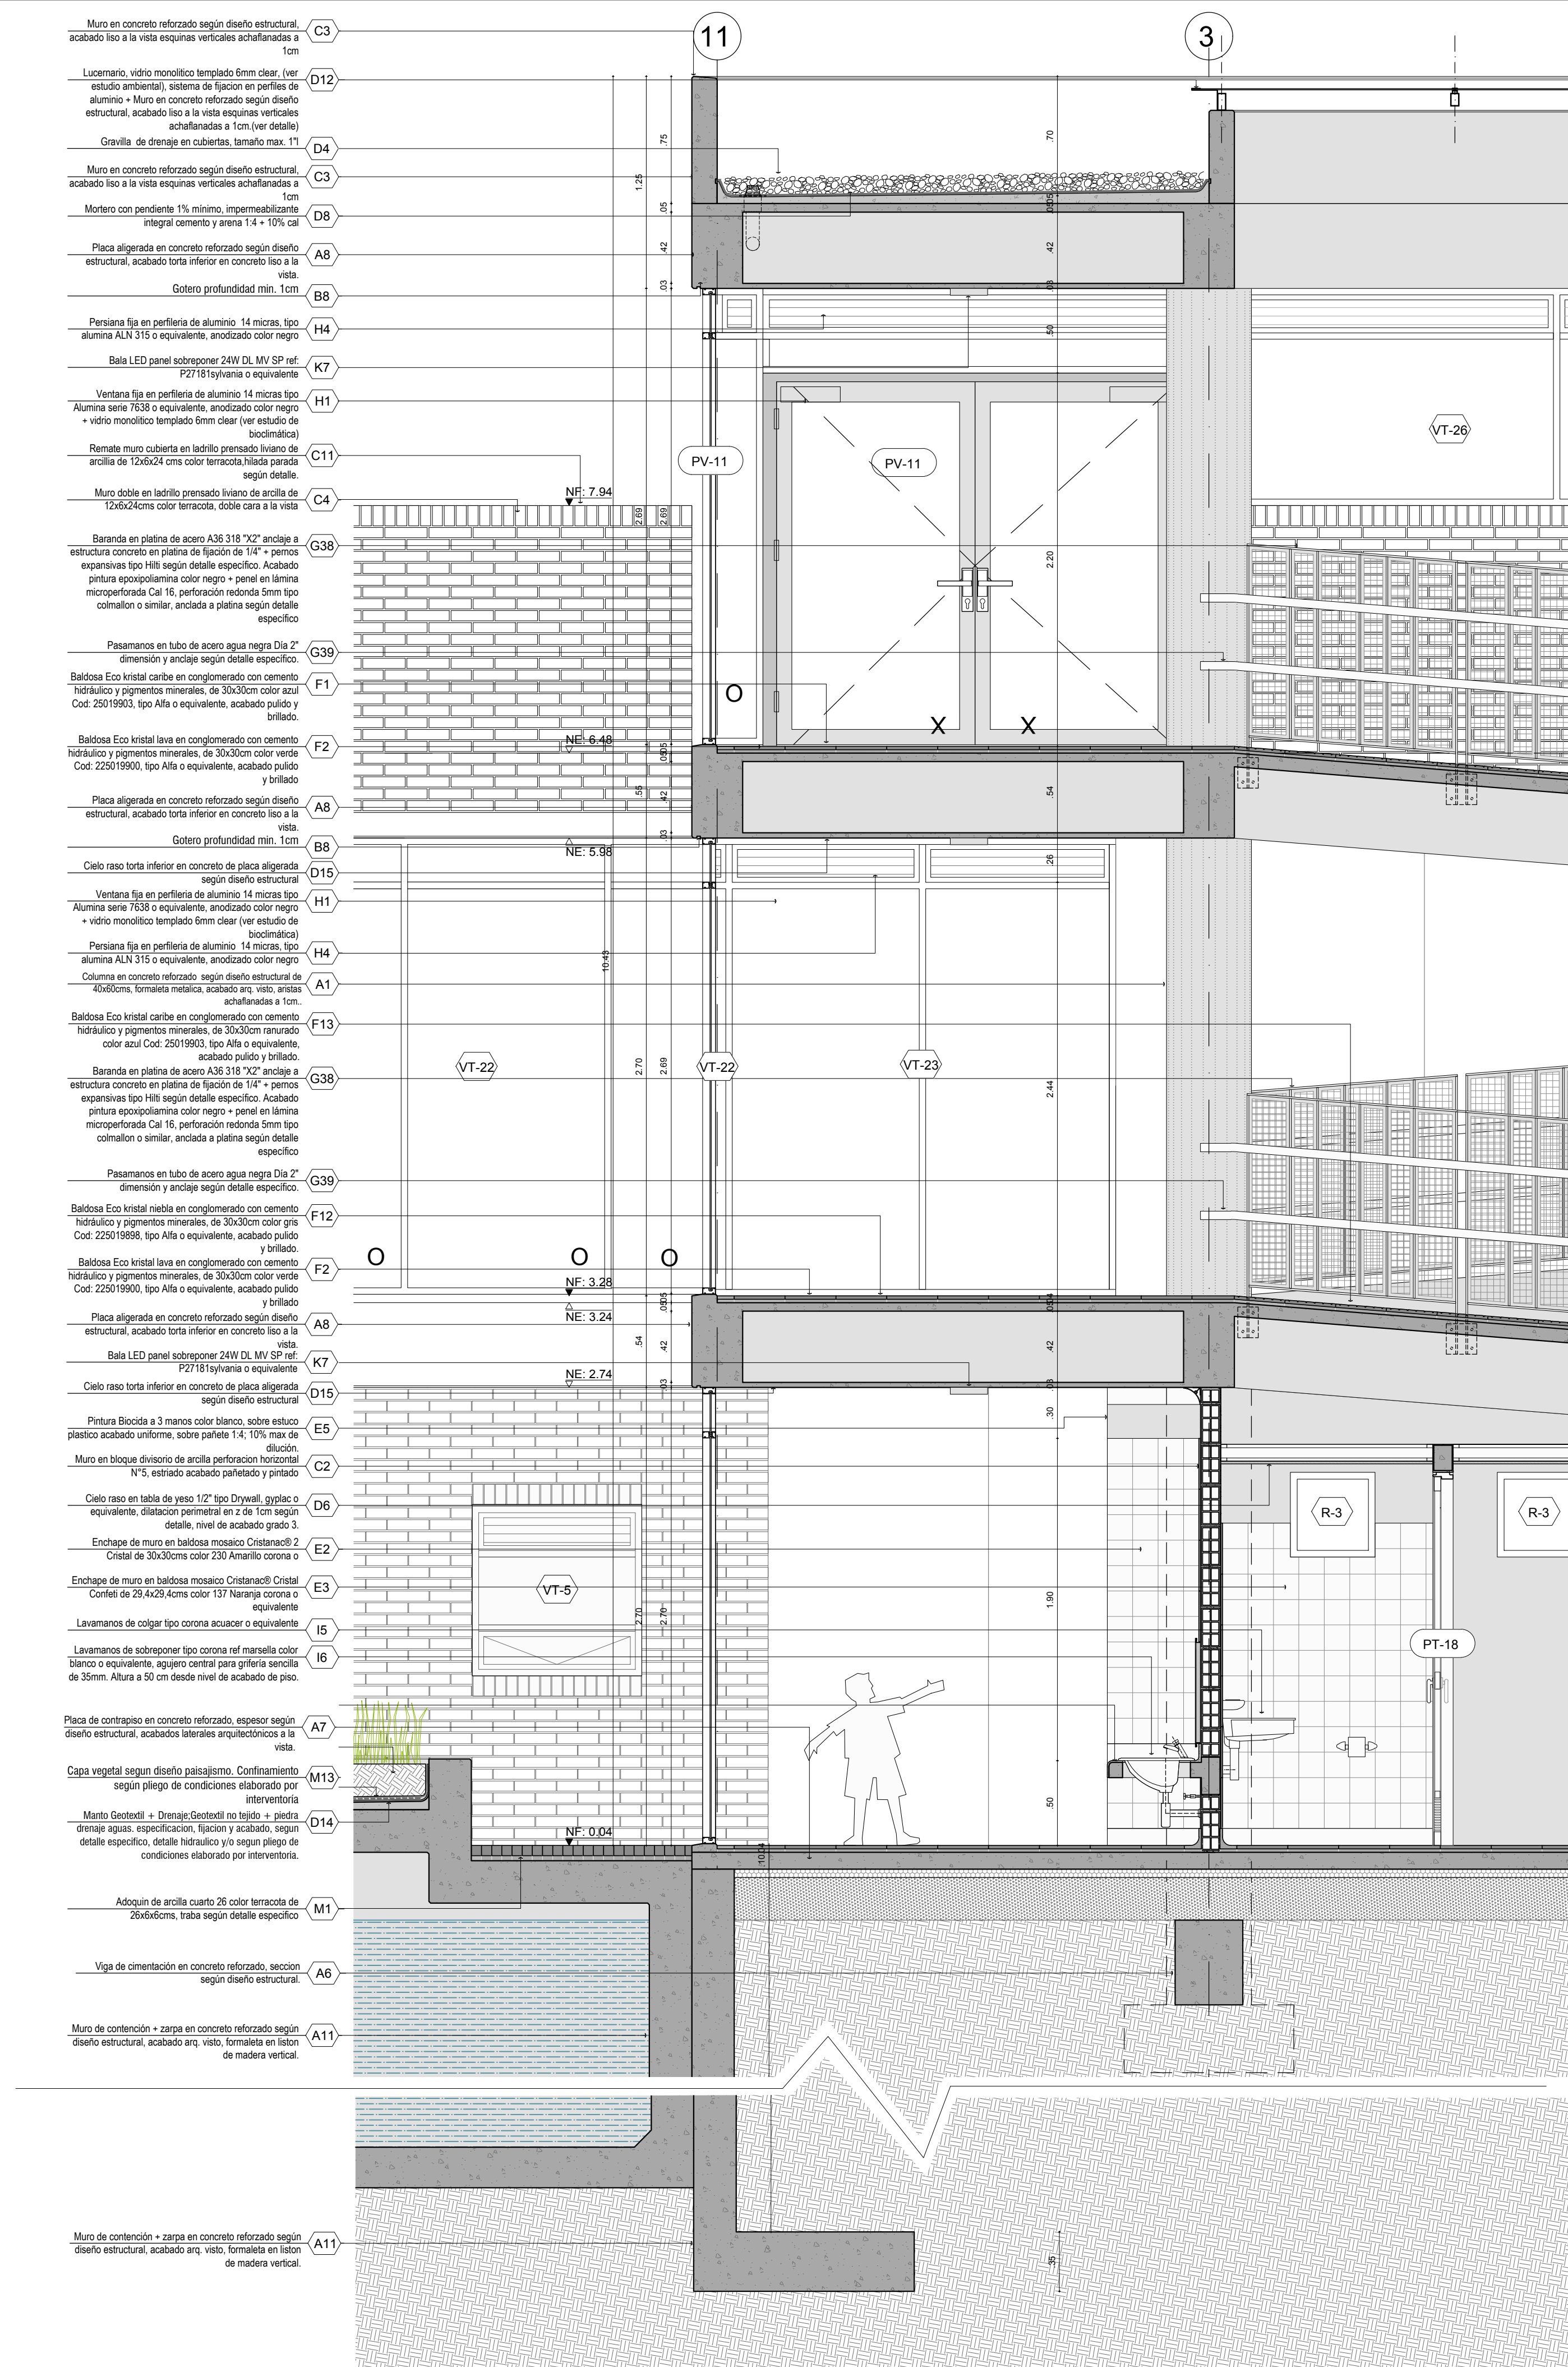 Muro en concreto reforzado según diseño estructural,
acabado liso a la vista esquinas verticales achaflanadas a
1cm
C3
Lucernario, vidrio monolitico templado 6mm clear, (ver
estudio ambiental), sistema de fijacion en perfiles de
aluminio + Muro en concreto reforzado según diseño
estructural, acabado liso a la vista esquinas verticales
achaflanadas a 1cm.(ver detalle)
D12
Gravilla de drenaje en cubiertas, tamaño max. 1"l
D4
Muro en concreto reforzado según diseño estructural,
acabado liso a la vista esquinas verticales achaflanadas a
1cm
C3
Mortero con pendiente 1% mínimo, impermeabilizante
integral cemento y arena 1:4 + 10% cal
D8
Placa aligerada en concreto reforzado según diseño
estructural, acabado torta inferior en concreto liso a la
vista.
A8
Gotero profundidad min. 1cm
B8
Persiana fija en perfileria de aluminio 14 micras, tipo
alumina ALN 315 o equivalente, anodizado color negro
H4
Bala LED panel sobreponer 24W DL MV SP ref:
P27181sylvania o equivalente
K7
Ventana fija en perfileria de aluminio 14 micras tipo
Alumina serie 7638 o equivalente, anodizado color negro
+ vidrio monolitico templado 6mm clear (ver estudio de
bioclimática)
H1
Remate muro cubierta en ladrillo prensado liviano de
arcillia de 12x6x24 cms color terracota,hilada parada
según detalle.
C11
Muro doble en ladrillo prensado liviano de arcilla de
12x6x24cms color terracota, doble cara a la vista
C4
Baranda en platina de acero A36 318 "X2" anclaje a
estructura concreto en platina de fijación de 1/4" + pernos
expansivas tipo Hilti según detalle específico. Acabado
pintura epoxipoliamina color negro + penel en lámina
microperforada Cal 16, perforación redonda 5mm tipo
colmallon o similar, anclada a platina según detalle
específico
G38
Pasamanos en tubo de acero agua negra Día 2"
dimensión y anclaje según detalle específico.
G39
Baldosa Eco kristal caribe en conglomerado con cemento
hidráulico y pigmentos minerales, de 30x30cm color azul
Cod: 25019903, tipo Alfa o equivalente, acabado pulido y
brillado.
F1
Baldosa Eco kristal lava en conglomerado con cemento
hidráulico y pigmentos minerales, de 30x30cm color verde
Cod: 225019900, tipo Alfa o equivalente, acabado pulido
y brillado
F2
Placa aligerada en concreto reforzado según diseño
estructural, acabado torta inferior en concreto liso a la
vista.
A8
Gotero profundidad min. 1cm
B8
Cielo raso torta inferior en concreto de placa aligerada
según diseño estructural
D15
Ventana fija en perfileria de aluminio 14 micras tipo
Alumina serie 7638 o equivalente, anodizado color negro
+ vidrio monolitico templado 6mm clear (ver estudio de
bioclimática)
H1
Persiana fija en perfileria de aluminio 14 micras, tipo
alumina ALN 315 o equivalente, anodizado color negro
H4
Columna en concreto reforzado según diseño estructural de
40x60cms, formaleta metalica, acabado arq. visto, aristas
achaflanadas a 1cm..
A1
Baldosa Eco kristal caribe en conglomerado con cemento
hidráulico y pigmentos minerales, de 30x30cm ranurado
color azul Cod: 25019903, tipo Alfa o equivalente,
acabado pulido y brillado.
F13
Baranda en platina de acero A36 318 "X2" anclaje a
estructura concreto en platina de fijación de 1/4" + pernos
expansivas tipo Hilti según detalle específico. Acabado
pintura epoxipoliamina color negro + penel en lámina
microperforada Cal 16, perforación redonda 5mm tipo
colmallon o similar, anclada a platina según detalle
específico
G38
Pasamanos en tubo de acero agua negra Día 2"
dimensión y anclaje según detalle específico.
G39
Baldosa Eco kristal niebla en conglomerado con cemento
hidráulico y pigmentos minerales, de 30x30cm color gris
Cod: 225019898, tipo Alfa o equivalente, acabado pulido
y brillado.
F12
Baldosa Eco kristal lava en conglomerado con cemento
hidráulico y pigmentos minerales, de 30x30cm color verde
Cod: 225019900, tipo Alfa o equivalente, acabado pulido
y brillado
F2
Placa aligerada en concreto reforzado según diseño
estructural, acabado torta inferior en concreto liso a la
vista.
A8
Bala LED panel sobreponer 24W DL MV SP ref:
P27181sylvania o equivalente
K7
Cielo raso torta inferior en concreto de placa aligerada
según diseño estructural
D15
Pintura Biocida a 3 manos color blanco, sobre estuco
plastico acabado uniforme, sobre pañete 1:4; 10% max de
dilución.
E5
Muro en bloque divisorio de arcilla perforacion horizontal
N°5, estriado acabado pañetado y pintado
C2
Cielo raso en tabla de yeso 1/2" tipo Drywall, gyplac o
equivalente, dilatacion perimetral en z de 1cm según
detalle, nivel de acabado grado 3.
D6
Enchape de muro en baldosa mosaico Cristanac® 2
Cristal de 30x30cms color 230 Amarillo corona o
E2
Enchape de muro en baldosa mosaico Cristanac® Cristal
Confeti de 29,4x29,4cms color 137 Naranja corona o
equivalente
E3
Lavamanos de colgar tipo corona acuacer o equivalente
I5
Lavamanos de sobreponer tipo corona ref marsella color
blanco o equivalente, agujero central para grifería sencilla
de 35mm. Altura a 50 cm desde nivel de acabado de piso.
I6
Placa de contrapiso en concreto reforzado, espesor según
diseño estructural, acabados laterales arquitectónicos a la
vista.
A7
Capa vegetal segun diseño paisajismo. Confinamiento
según pliego de condiciones elaborado por
interventoría
M13
Manto Geotextil + Drenaje;Geotextil no tejido + piedra
drenaje aguas. especificacion, fijacion y acabado, segun
detalle especifico, detalle hidraulico y/o segun pliego de
condiciones elaborado por interventoria.
D14
Adoquin de arcilla cuarto 26 color terracota de
26x6x6cms, traba según detalle especifico
M1
Viga de cimentación en concreto reforzado, seccion
según diseño estructural.
A6
Muro de contención + zarpa en concreto reforzado según
diseño estructural, acabado arq. visto, formaleta en liston
de madera vertical.
A11
Muro de contención + zarpa en concreto reforzado según
diseño estructural, acabado arq. visto, formaleta en liston
de madera vertical.
A11
11
3
.75
.70
1.25
.05
.42
.42
.03
.50
PV-11
PV-11
VT-26
NF: 7.94
2.69
2.69
2.20
O
X
X
NE: 6.48
.55
.42
.54
.03
NE: 5.98
.26
10.43
VT-22
VT-22
VT-23
2.70
2.69
2.44
O
O
O
NF: 3.28
NE: 3.24
.54
.42
.42
.03
.03
NE: 2.74
.30
R-3
R-3
VT-5
2.70
2.70
1.90
PT-18
.50
NF: 0.04
10.34
.35